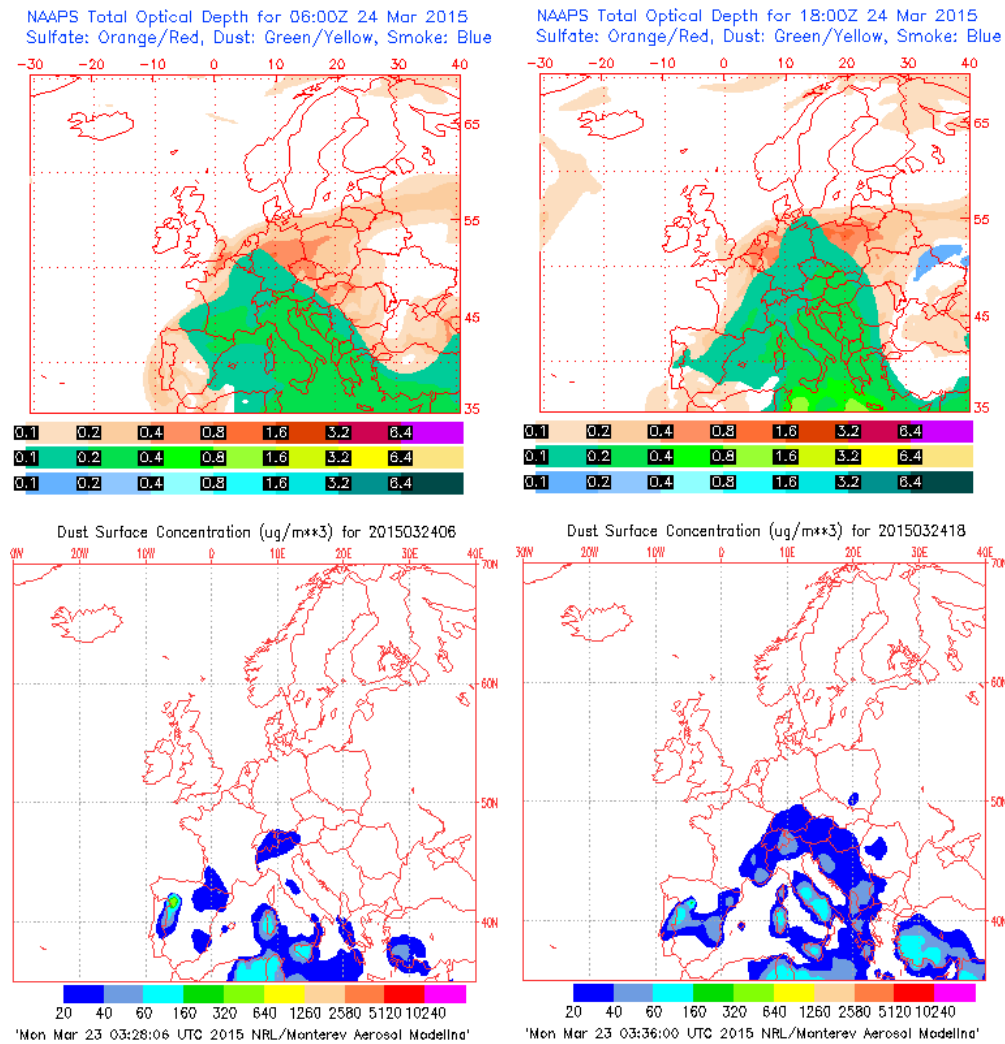 NAAPS Total Optical Depth for 06:00Z 24 Mar 2015
Sulfate: Orange/Red, Dust: Green/Yellow, Smoke: Blue
-30 -20 -10 0 10 20 30 40
65
55
45
35
0.1 0.2 0.4 0.8 1.6 3.2 6.4
0.1 0.2 0.4 0.8 1.6 3.2 6.4
0.1 0.2 0.4 0.8 1.6 3.2 6.4
NAAPS Total Optical Depth for 18:00Z 24 Mar 2015
Sulfate: Orange/Red, Dust: Green/Yellow, Smoke: Blue
-30 -20 -10 0 10 20 30 40
65
55
45
35
0.1 0.2 0.4 0.8 1.6 3.2 6.4
0.1 0.2 0.4 0.8 1.6 3.2 6.4
0.1 0.2 0.4 0.8 1.6 3.2 6.4
Dust Surface Concentration (ug/m**3) for 2015032406
0W 20W 10W 0 10E 20E 30E 40E
70N
60N
50N
40N
20 40 60 160 320 640 1260 2580 5120 10240
'Mon Mar 23 03:28:06 UTC 2015 NRL/Monterey Aerosol Modeling'
Dust Surface Concentration (ug/m**3) for 2015032418
30W 20W 10W 0 10E 20E 30E 40E
70N
60N
50N
40N
20 40 60 160 320 640 1260 2580 5120 10240
'Mon Mar 23 03:36:00 UTC 2015 NRL/Monterey Aerosol Modeling'